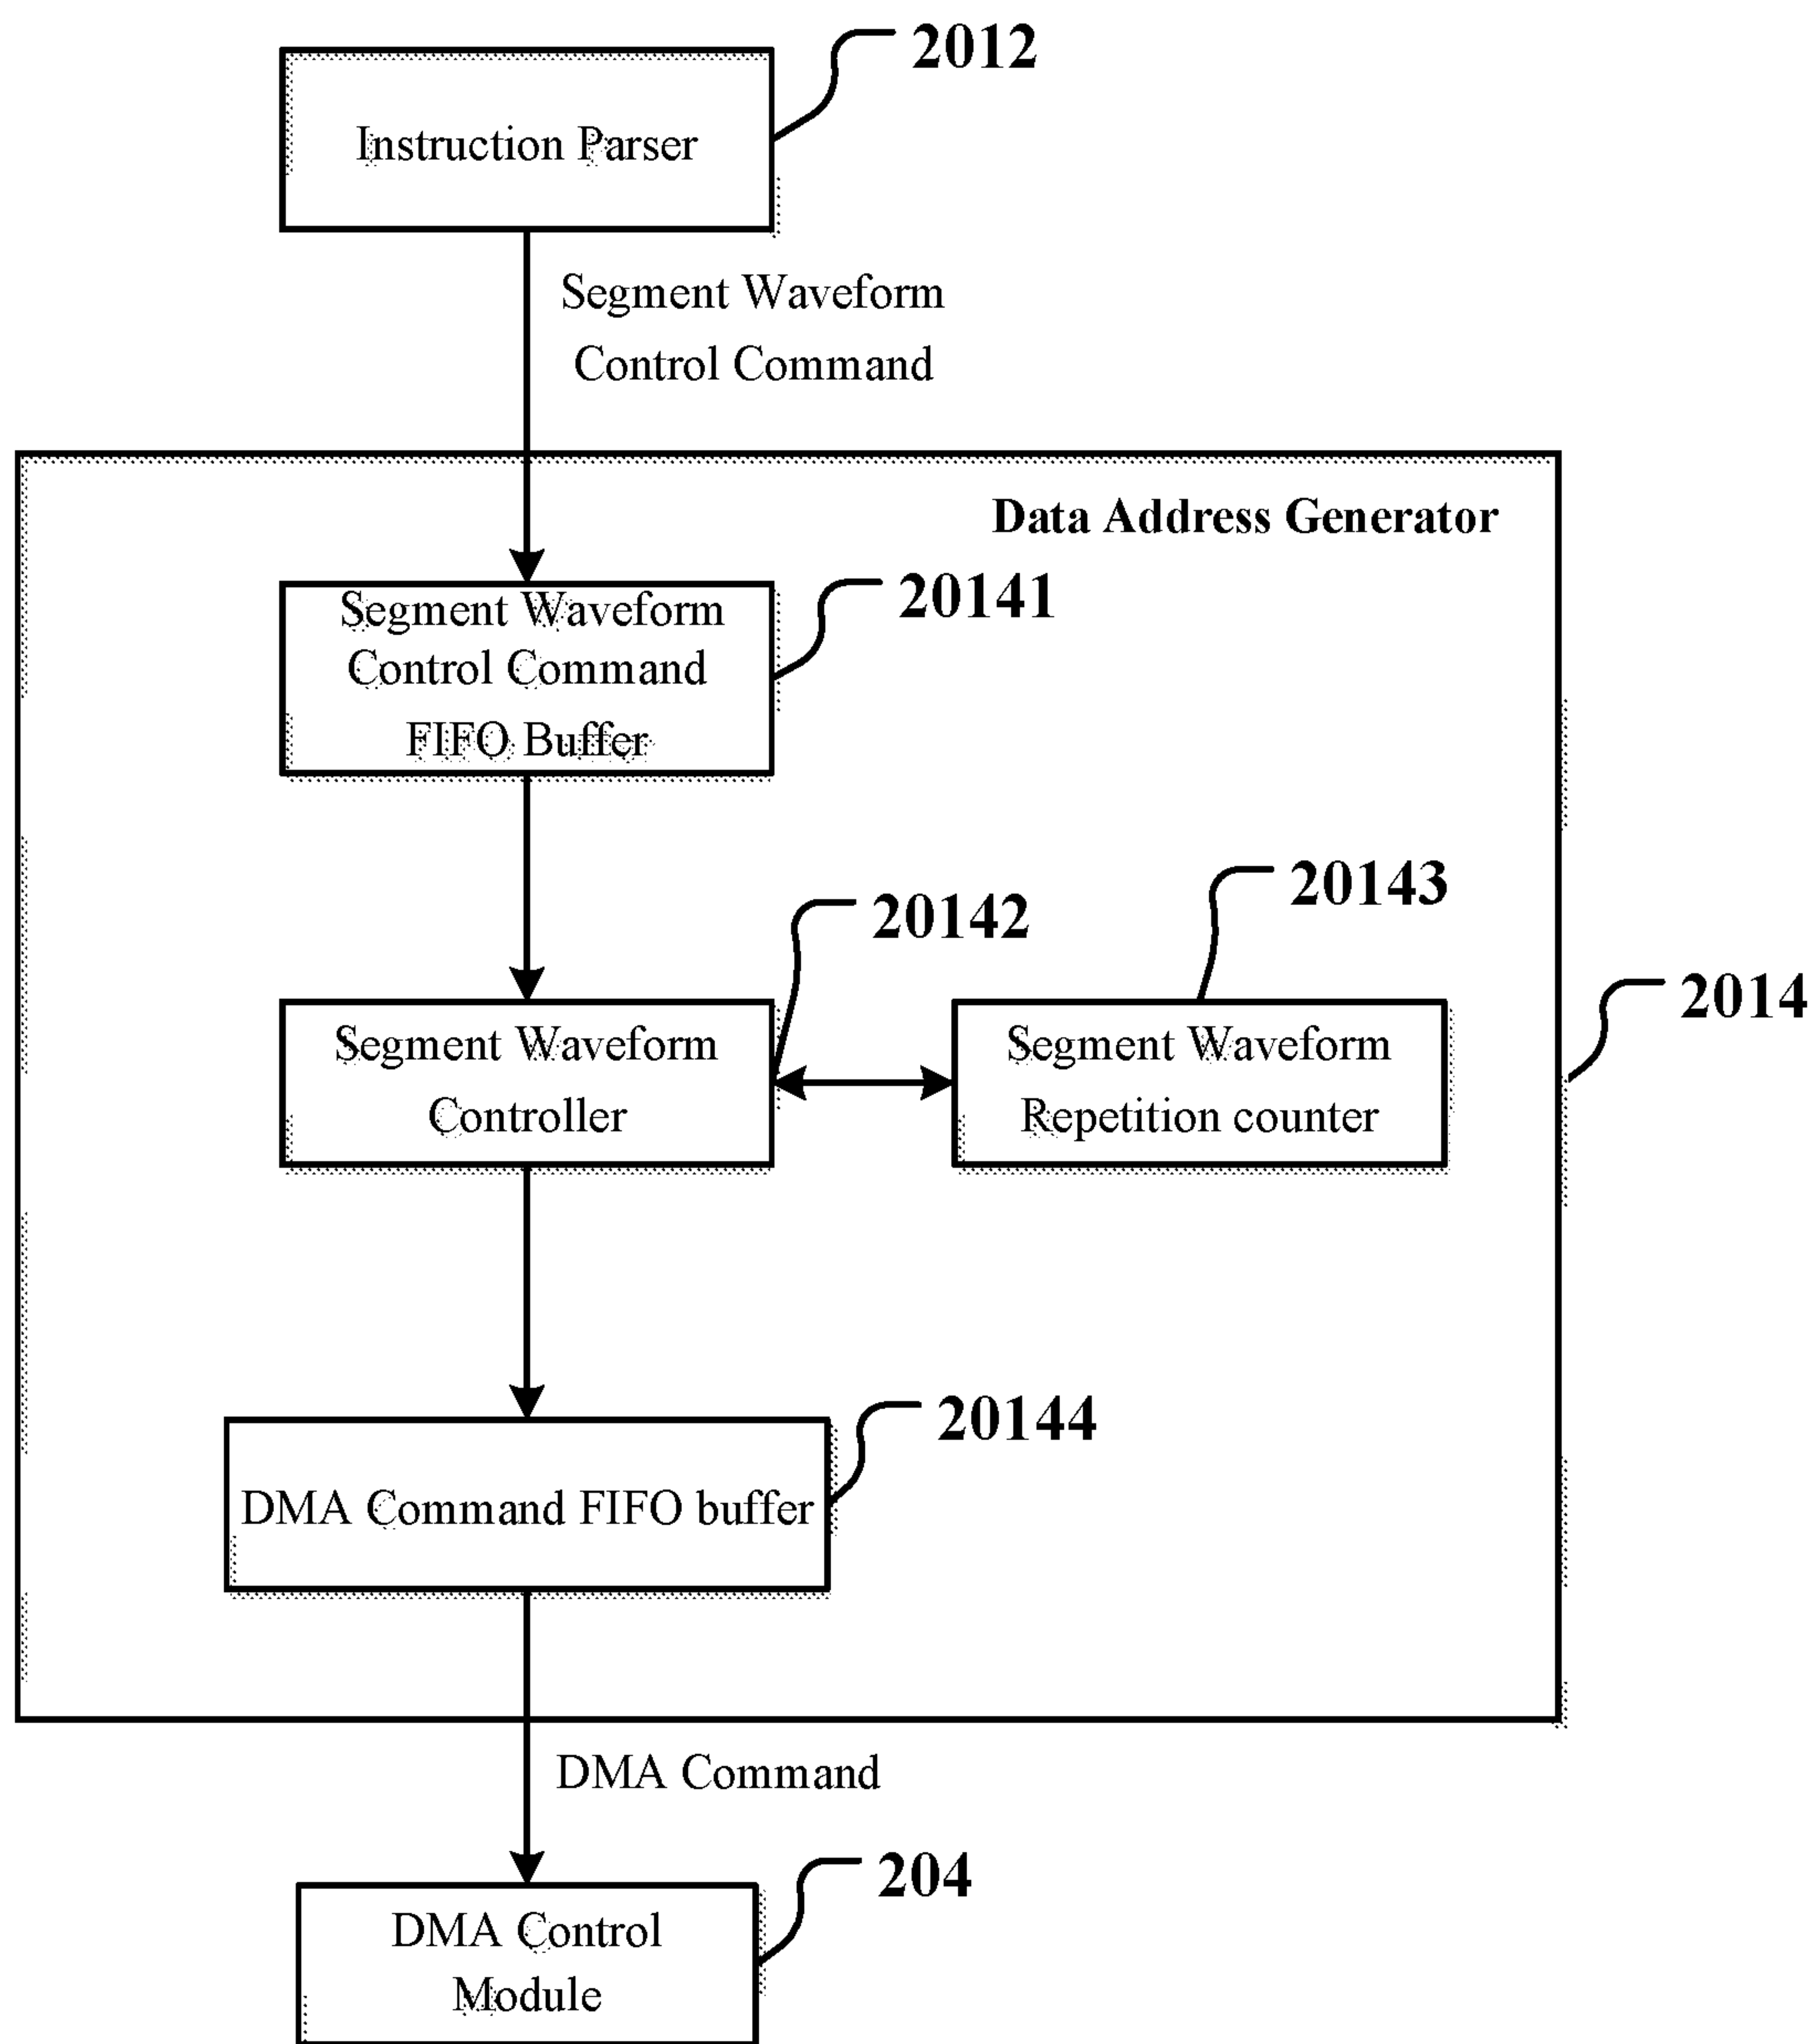 2012
Instruction Parser
Segment Waveform
Control Command
Data Address Generator
20141
Segment Waveform
Control Command
FIFO Buffer
20142
20143
2014
Segment Waveform
Controller
Segment Waveform
Repetition counter
20144
DMA Command FIFO buffer
DMA Command
204
DMA Control
Module